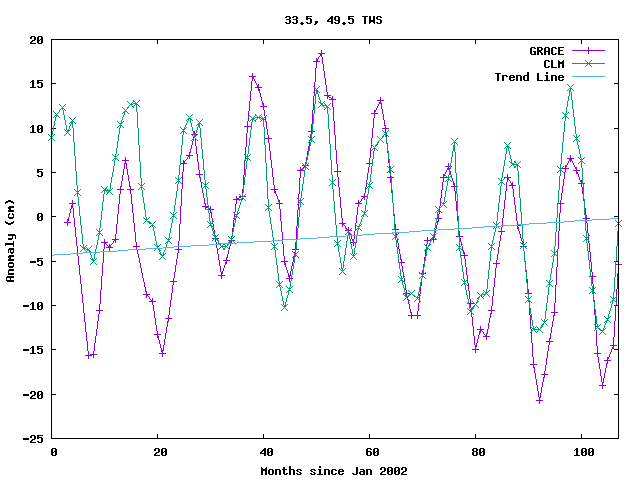 33.5, 49.5 TWS
GRACE
CLM
Trend Line
20
15
10
5
0
-5
-10
-15
-20
-25
Anomaly (cm)
0 20 40 60 80 100
Months since Jan 2002